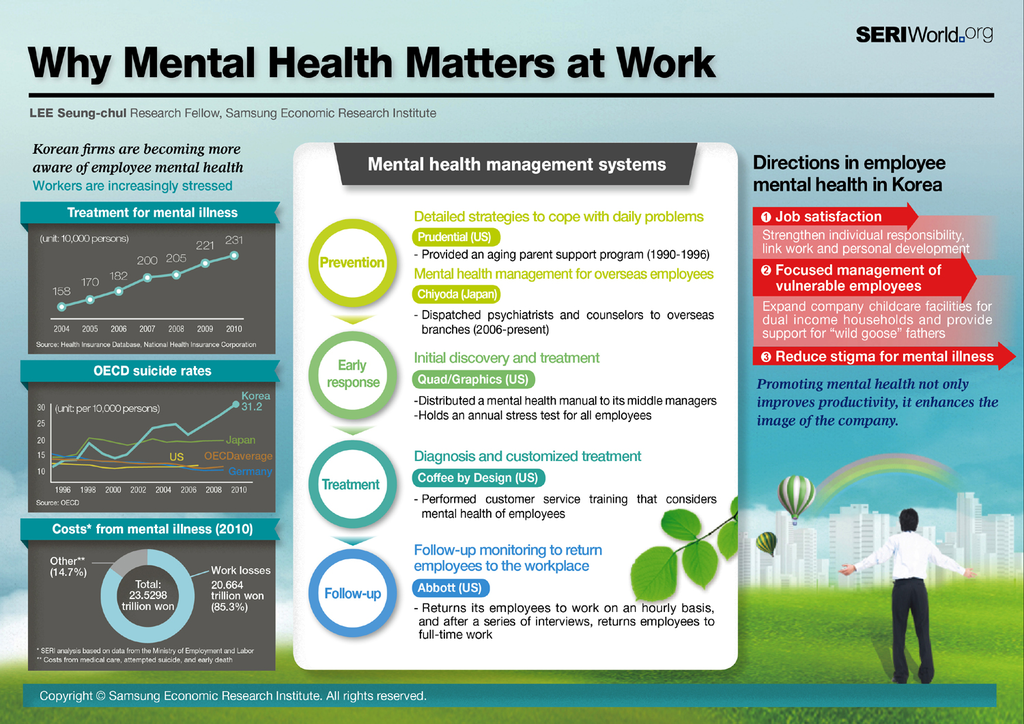 SERIWorld.org
Why Mental Health Matters at Work
LEE Seung-chul Research Fellow, Samsung Economic Research Institute
Korean firms are becoming more
aware of employee mental health
Workers are increasingly stressed
Treatment for mental illness
(unit: 10,000 persons)
158
170
182
200
205
221
231
2004 2005 2006 2007 2008 2009 2010
Source: Health Insurance Database, National Health Insurance Corporation
OECD suicide rates
(unit: per 10,000 persons)
30
25
20
15
10
Korea
31.2
Japan
US
OECDaverage
Germany
1996 1998 2000 2002 2004 2006 2008 2010
Source: OECD
Costs* from mental illness (2010)
Other**
(14.7%)
Total:
23.5298
trillion won
Work losses
20.664
trillion won
(85.3%)
* SERI analysis based on data from the Ministry of Employment and Labor
** Costs from medical care, attempted suicide, and early death
Mental health management systems
Prevention
Detailed strategies to cope with daily problems
Prudential (US)
- Provided an aging parent support program (1990-1996)
Mental health management for overseas employees
Chiyoda (Japan)
- Dispatched psychiatrists and counselors to overseas
branches (2006-present)
Early
response
Initial discovery and treatment
Quad/Graphics (US)
-Distributed a mental health manual to its middle managers
-Holds an annual stress test for all employees
Treatment
Diagnosis and customized treatment
Coffee by Design (US)
- Performed customer service training that considers
mental health of employees
Follow-up
Follow-up monitoring to return
employees to the workplace
Abbott (US)
- Returns its employees to work on an hourly basis,
and after a series of interviews, returns employees to
full-time work
Directions in employee
mental health in Korea
❶ Job satisfaction
Strengthen individual responsibility,
link work and personal development
❷ Focused management of
vulnerable employees
Expand company childcare facilities for
dual income households and provide
support for “wild goose” fathers
❸ Reduce stigma for mental illness
Promoting mental health not only
improves productivity, it enhances the
image of the company.
Copyright © Samsung Economic Research Institute. All rights reserved.